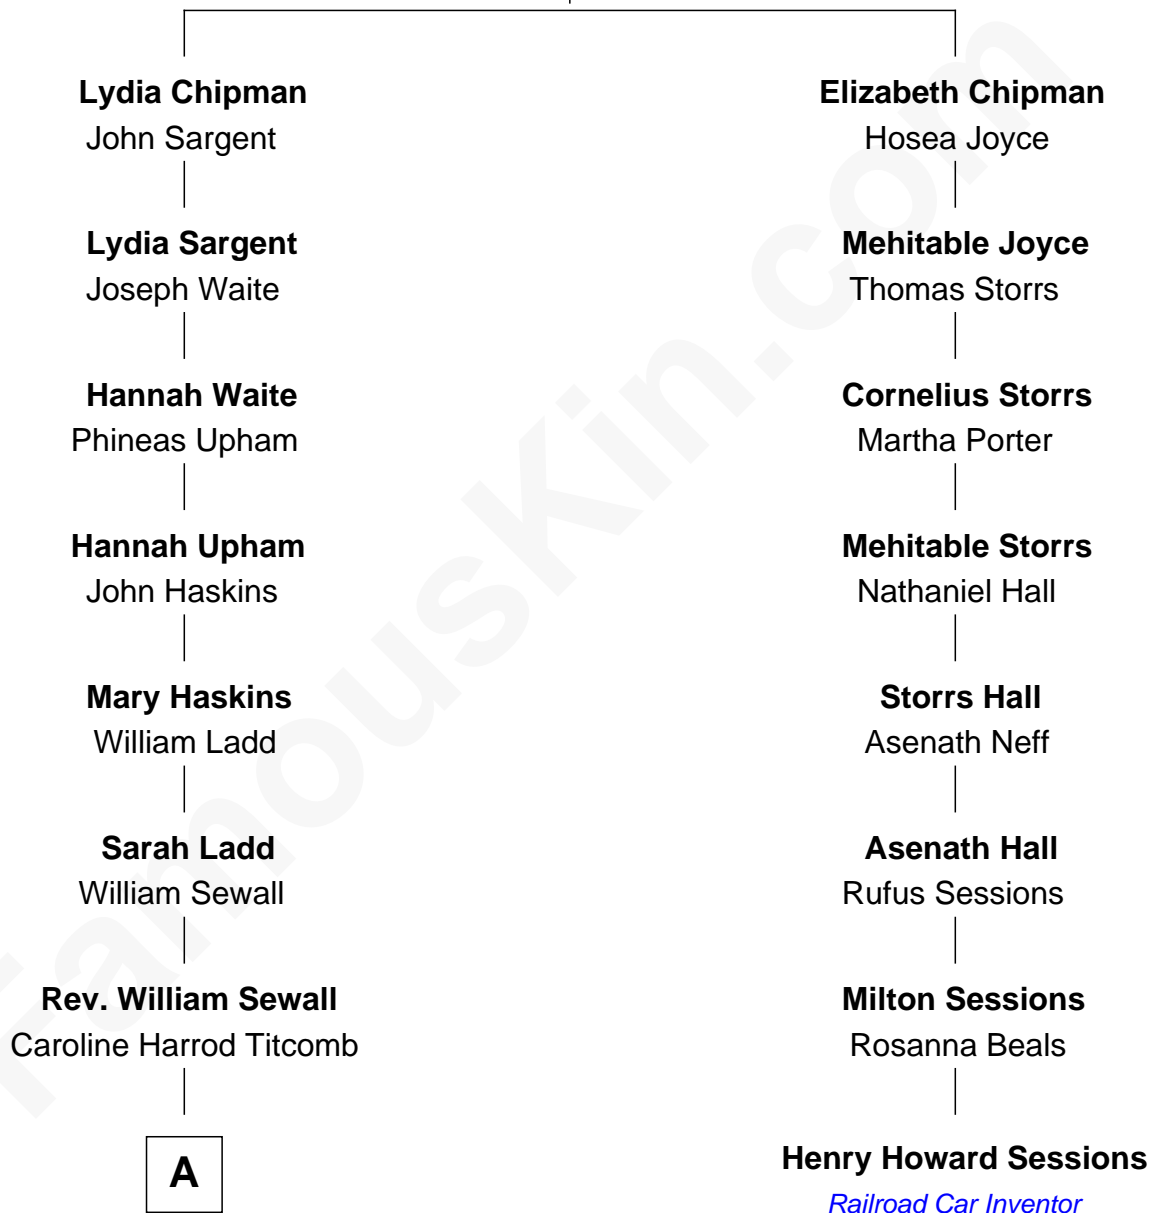 Lydia Chipman
John Sargent
Lydia Sargent
Joseph Waite
Hannah Waite
Phineas Upham
Hannah Upham
John Haskins
Mary Haskins
William Ladd
Sarah Ladd
William Sewall
Rev. William Sewall
Caroline Harrod Titcomb
A
Elizabeth Chipman
Hosea Joyce
Mehitable Joyce
Thomas Storrs
Cornelius Storrs
Martha Porter
Mehitable Storrs
Nathaniel Hall
Storrs Hall
Asenath Neff
Asenath Hall
Rufus Sessions
Milton Sessions
Rosanna Beals
Henry Howard Sessions
Railroad Car Inventor
FamousKin.com